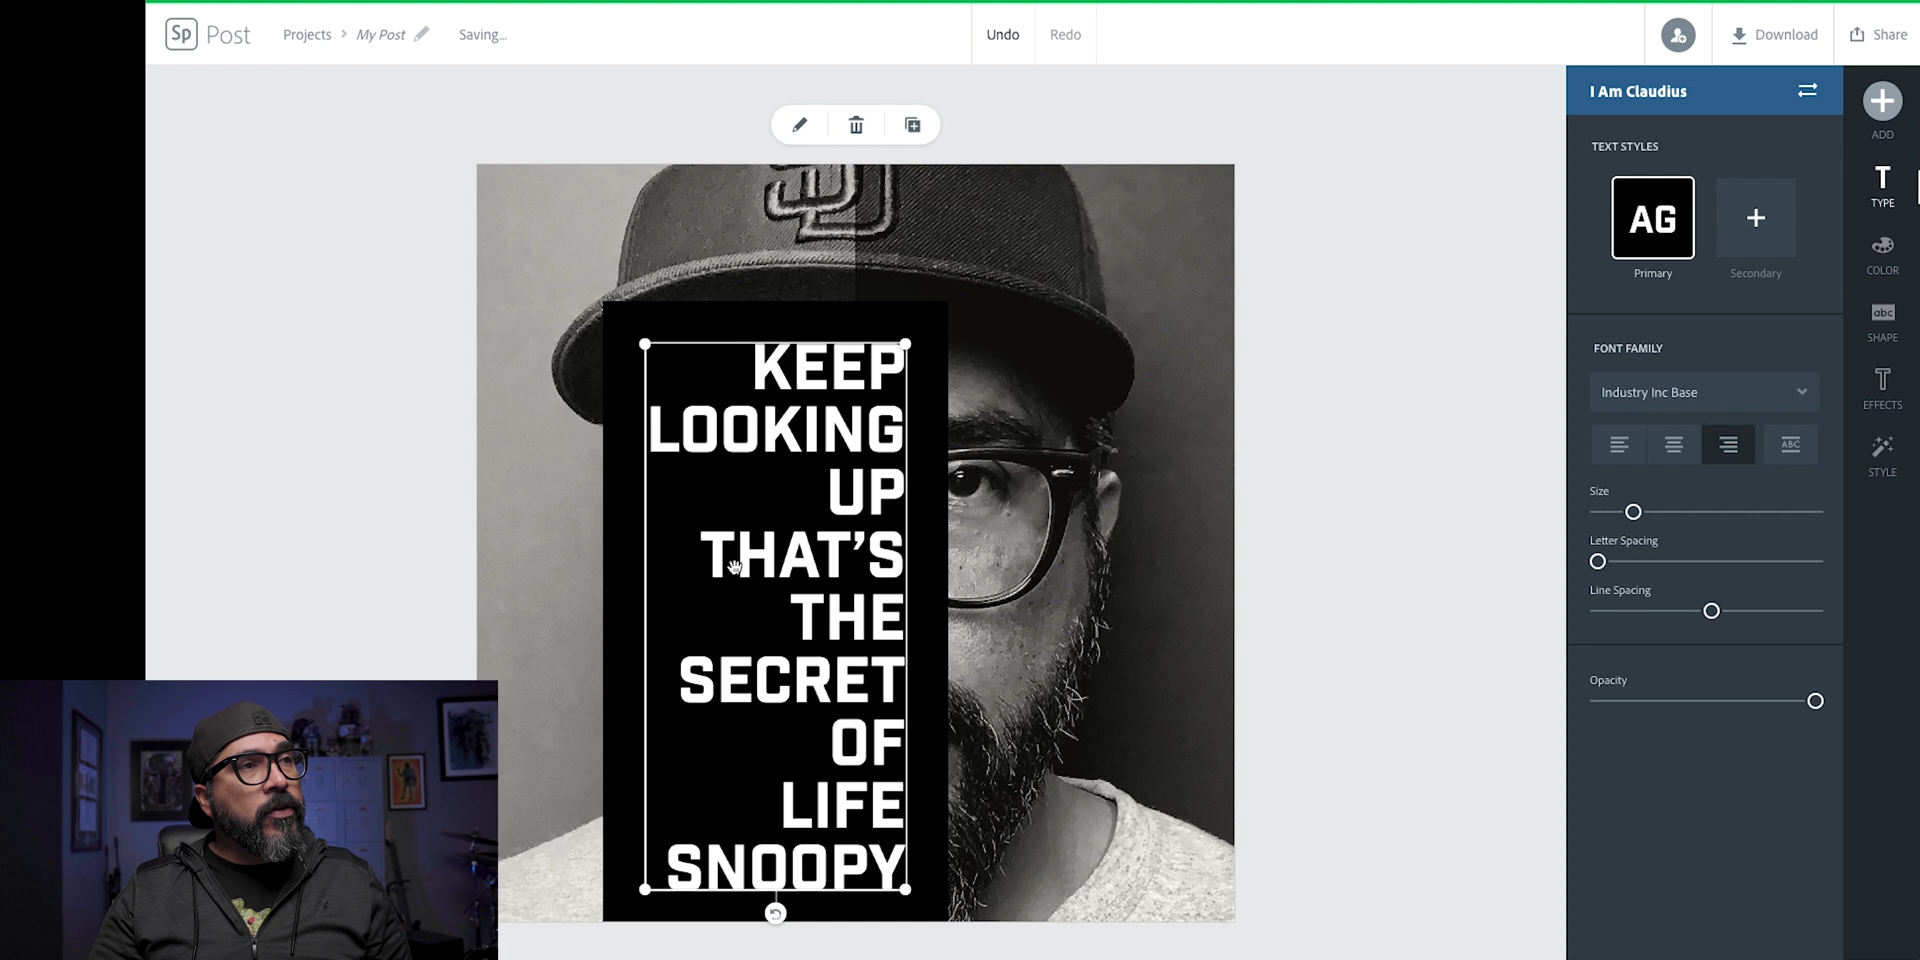 Sp Post
Projects > My Post
Saving...
Undo
Redo
Download
Share
I Am Claudius
TEXT STYLES
AG
Primary
+
Secondary
FONT FAMILY
Industry Inc Base
ABC
Size
Letter Spacing
Line Spacing
Opacity
ADD
T
TYPE
COLOR
abc
SHAPE
T
EFFECTS
STYLE
SD
KEEP
LOOKING
UP
THAT’S
THE
SECRET
OF
LIFE
SNOOPY